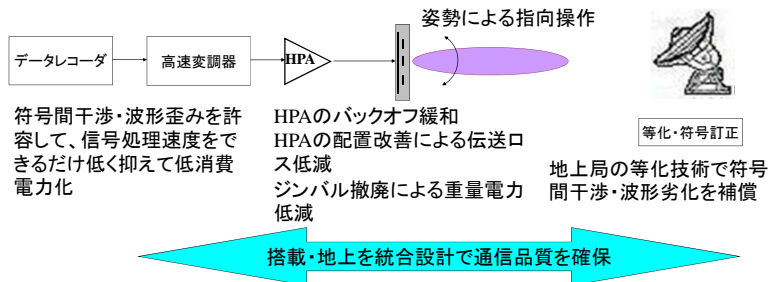 姿勢による指向操作
データレコーダ
高速変調器
HPA
符号間干渉・波形歪みを許
容して、信号処理速度をで
きるだけ低く抑えて低消費
電力化
HPAのバックオフ緩和
HPAの配置改善による伝送ロ
ス低減
ジンバル撤廃による重量電力
低減
等化・符号訂正
地上局の等化技術で符号
間干渉・波形劣化を補償
搭載・地上を統合設計で通信品質を確保